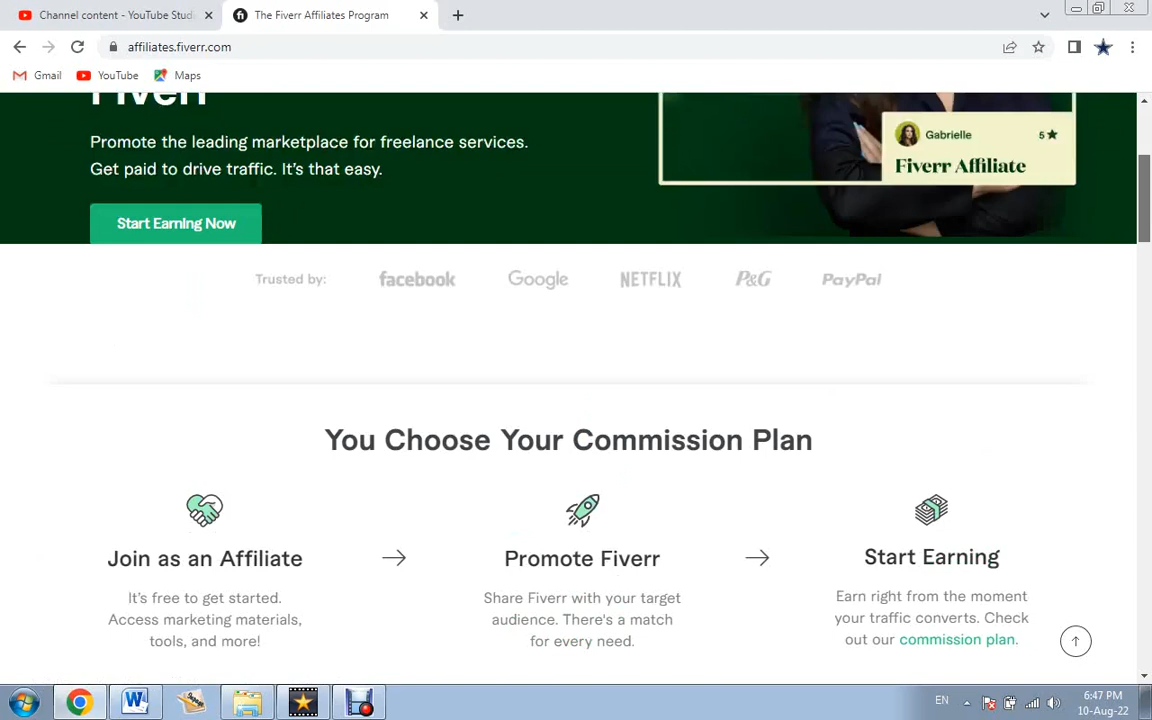 Channel content - YouTube Stud
The Fiverr Affiliates Program
affiliates.fiverr.com
Gmail
YouTube
Maps
Fiverr
Promote the leading marketplace for freelance services.
Get paid to drive traffic. It's that easy.
Start Earning Now
Gabrielle 5
Fiverr Affiliate
Trusted by: facebook Google NETFLIX P&G PayPal
You Choose Your Commission Plan
Join as an Affiliate
It's free to get started.
Access marketing materials,
tools, and more!
Promote Fiverr
Share Fiverr with your target
audience. There's a match
for every need.
Start Earning
Earn right from the moment
your traffic converts. Check
out our commission plan.
EN
6:47 PM
10-Aug-22